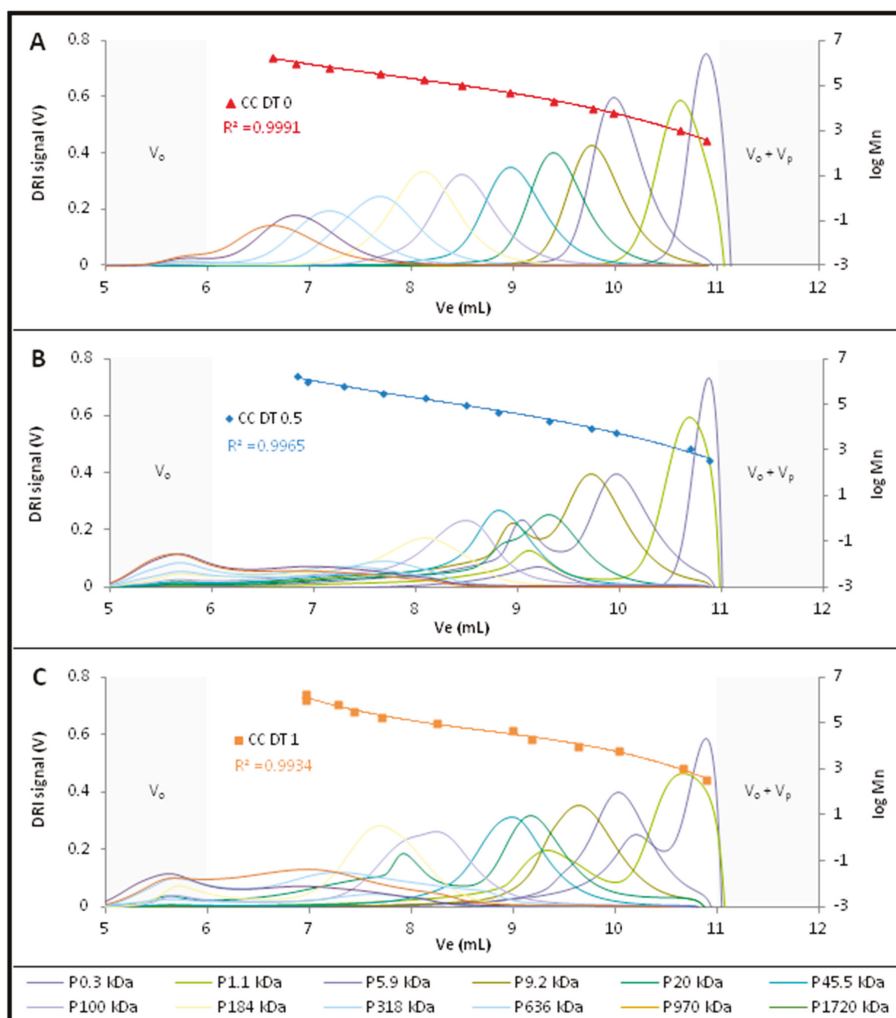 A
0.8
0.6
0.4
0.2
0
DRI signal (V)
7
5
3
1
-1
-3
log Mn
Vo
CC DT 0
R² = 0.9991
Vo + Vp
5 6 7 8 9 10 11 12
Ve (mL)
B
0.8
0.6
0.4
0.2
0
DRI signal (V)
7
5
3
1
-1
-3
log Mn
Vo
CC DT 0.5
R² = 0.9965
Vo + Vp
5 6 7 8 9 10 11 12
Ve (mL)
C
0.8
0.6
0.4
0.2
0
DRI signal (V)
7
5
3
1
-1
-3
log Mn
Vo
CC DT 1
R² = 0.9934
Vo + Vp
5 6 7 8 9 10 11 12
Ve (mL)
P0.3 kDa P1.1 kDa P5.9 kDa P9.2 kDa P20 kDa P45.5 kDa
P100 kDa P184 kDa P318 kDa P636 kDa P970 kDa P1720 kDa